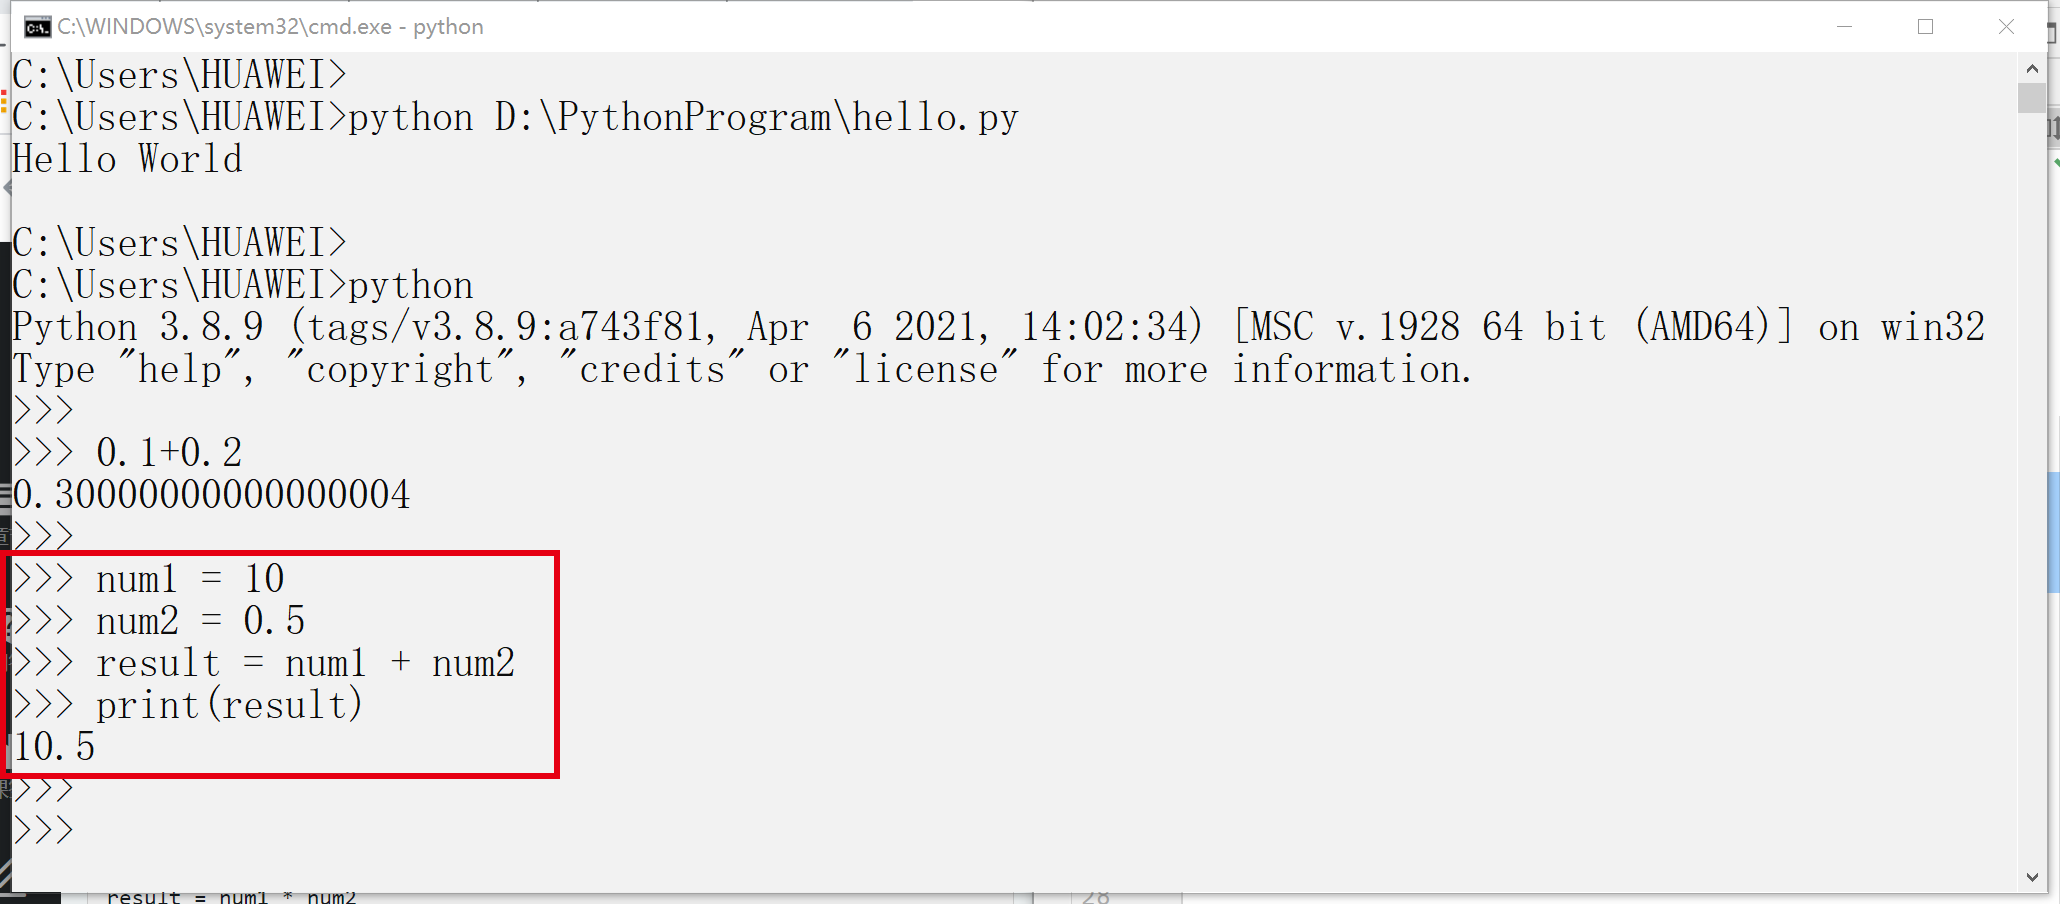 C:\WINDOWS\system32\cmd.exe - python
C:\Users\HUAWEI>
C:\Users\HUAWEI>python D:\PythonProgram\hello.py
Hello World
C:\Users\HUAWEI>
C:\Users\HUAWEI>python
Python 3.8.9 (tags/v3.8.9:a743f81, Apr  6 2021, 14:02:34) [MSC v.1928 64 bit (AMD64)] on win32
Type "help", "copyright", "credits" or "license" for more information.
>>>
>>> 0.1+0.2
0.30000000000000004
>>>
>>> num1 = 10
>>> num2 = 0.5
>>> result = num1 + num2
>>> print(result)
10.5
>>>
>>>
result = num1 * num2
28